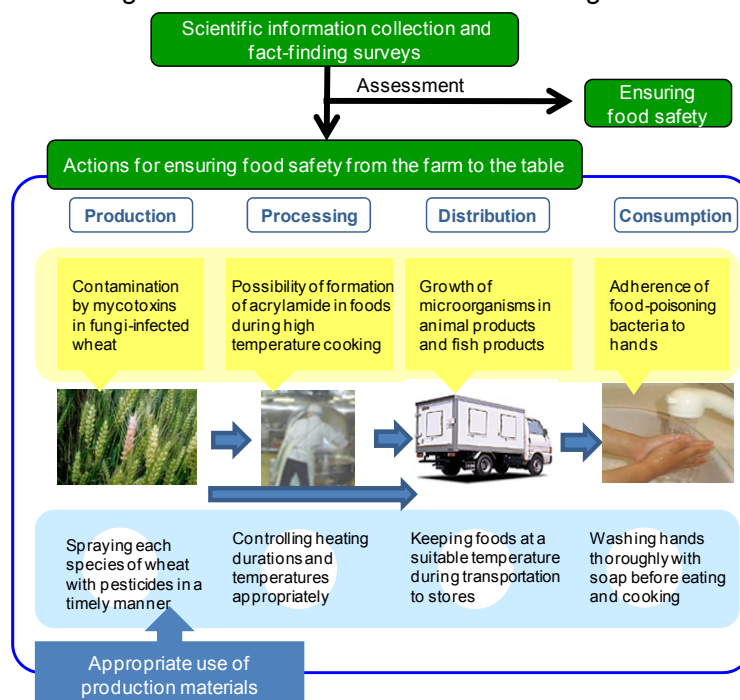 Scientific information collection and
fact-finding surveys
Assessment
Ensuring
food safety
Actions for ensuring food safety from the farm to the table
Production
Processing
Distribution
Consumption
Contamination
by mycotoxins
in fungi-infected
wheat
Possibility of formation
of acrylamide in foods
during high
temperature cooking
Growth of
microorganisms in
animal products
and fish products
Adherence of
food-poisoning
bacteria to
hands
Spraying each
species of wheat
with pesticides in a
timely manner
Controlling heating
durations and
temperatures
appropriately
Keeping foods at a
suitable temperature
during transportation
to stores
Washing hands
thoroughly with
soap before eating
and cooking
Appropriate use of
production materials